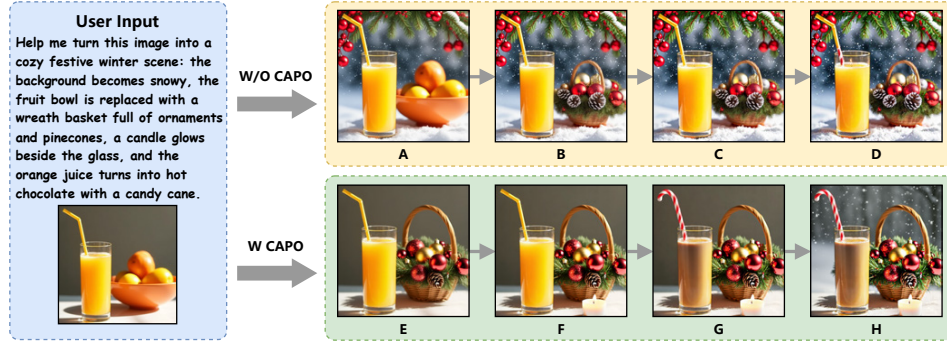 User Input
Help me turn this image into a
cozy festive winter scene: the
background becomes snowy, the
fruit bowl is replaced with a
wreath basket full of ornaments
and pinecones, a candle glows
beside the glass, and the
orange juice turns into hot
chocolate with a candy cane.
W/O CAPO
A
B
C
D
W CAPO
E
F
G
H